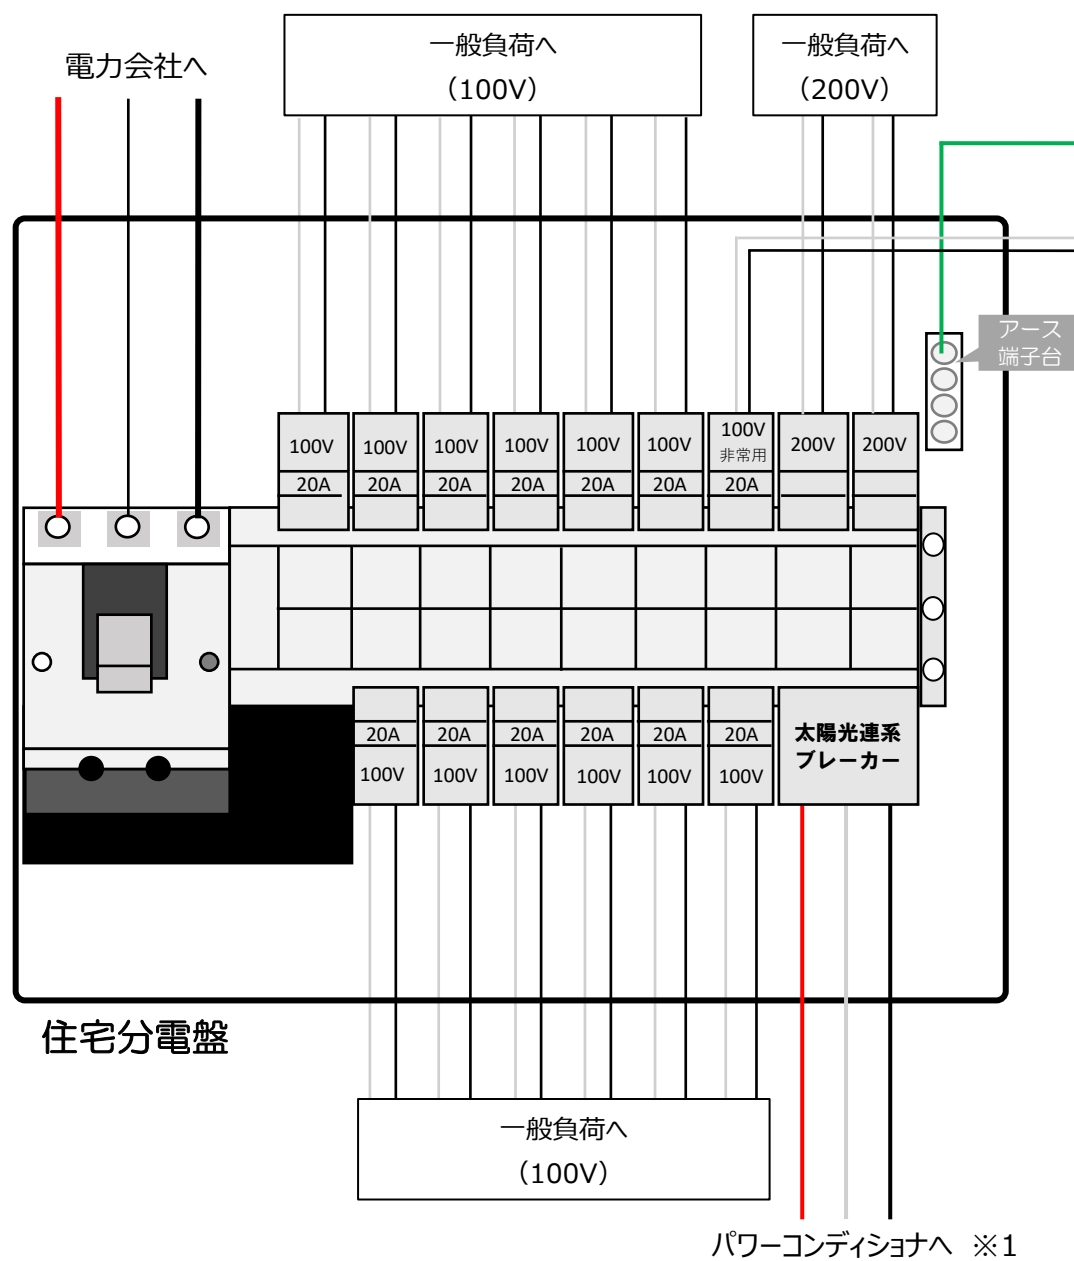 電力会社へ
一般負荷へ
（100V）
一般負荷へ
（200V）
アース
端子台
100V
20A
100V
20A
100V
20A
100V
20A
100V
20A
100V
20A
100V
非常用
20A
200V
200V
20A
100V
20A
100V
20A
100V
20A
100V
20A
100V
20A
100V
太陽光連系
ブレーカー
住宅分電盤
一般負荷へ
（100V）
パワーコンディショナへ ※1